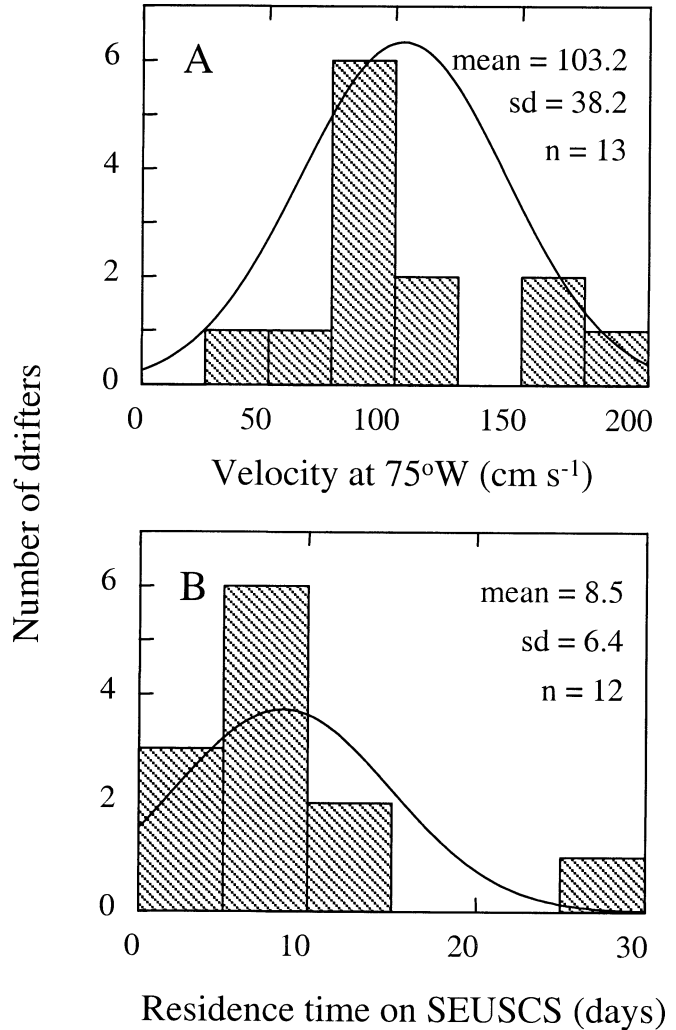 A
mean = 103.2
sd = 38.2
n = 13
6
4
2
0
0 50 100 150 200
Velocity at 75°W (cm s⁻¹)
Number of drifters
B
mean = 8.5
sd = 6.4
n = 12
6
4
2
0
0 10 20 30
Residence time on SEUSCS (days)